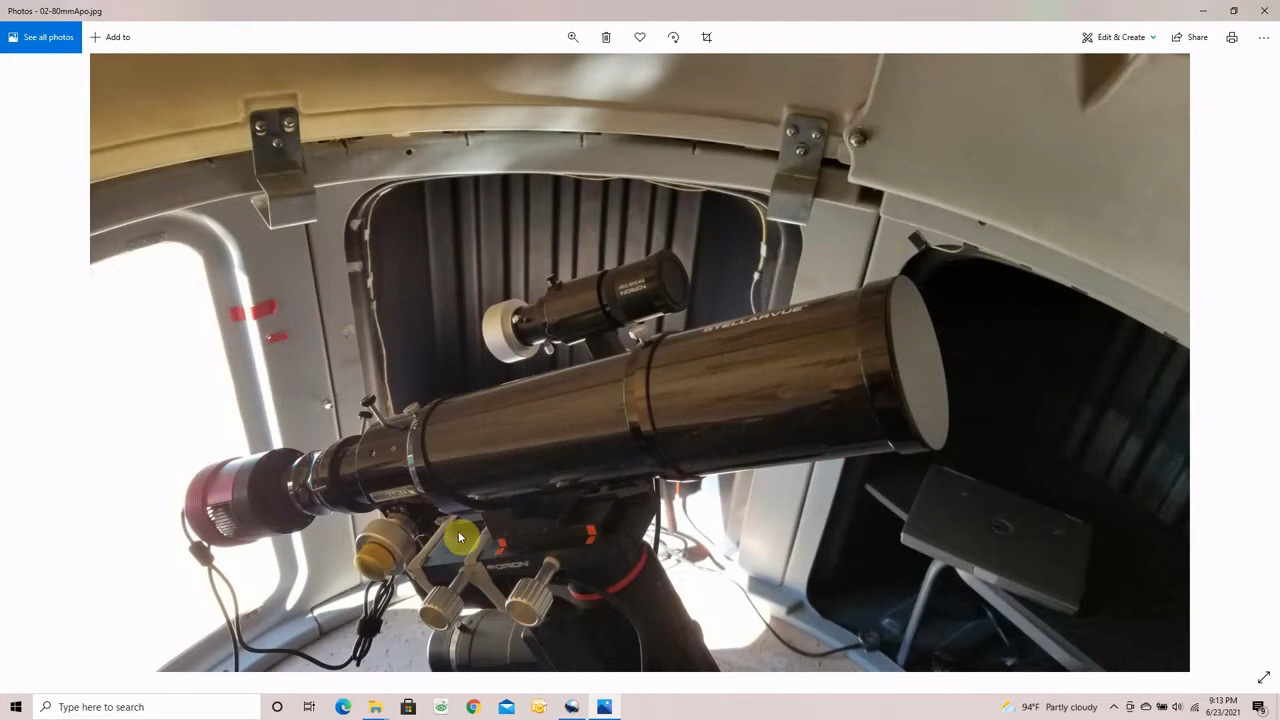 Photos - 02-80mmApo.jpg
See all photos
Add to
Edit & Create
Share
ORION
STELLARVUE
ORION
Type here to search
94°F Partly cloudy
9:13 PM
6/23/2021